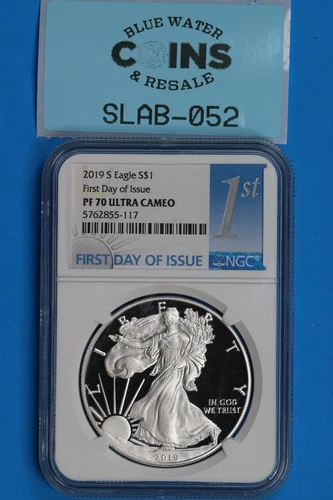 BLUE WATER
COINS
& RESALE
SLAB-052
2019 S Eagle S$1
First Day of Issue
PF 70 ULTRA CAMEO
5762855-117
1st
FIRST DAY OF ISSUE
NGC
LIBERTY
IN GOD
WE TRUST
2019